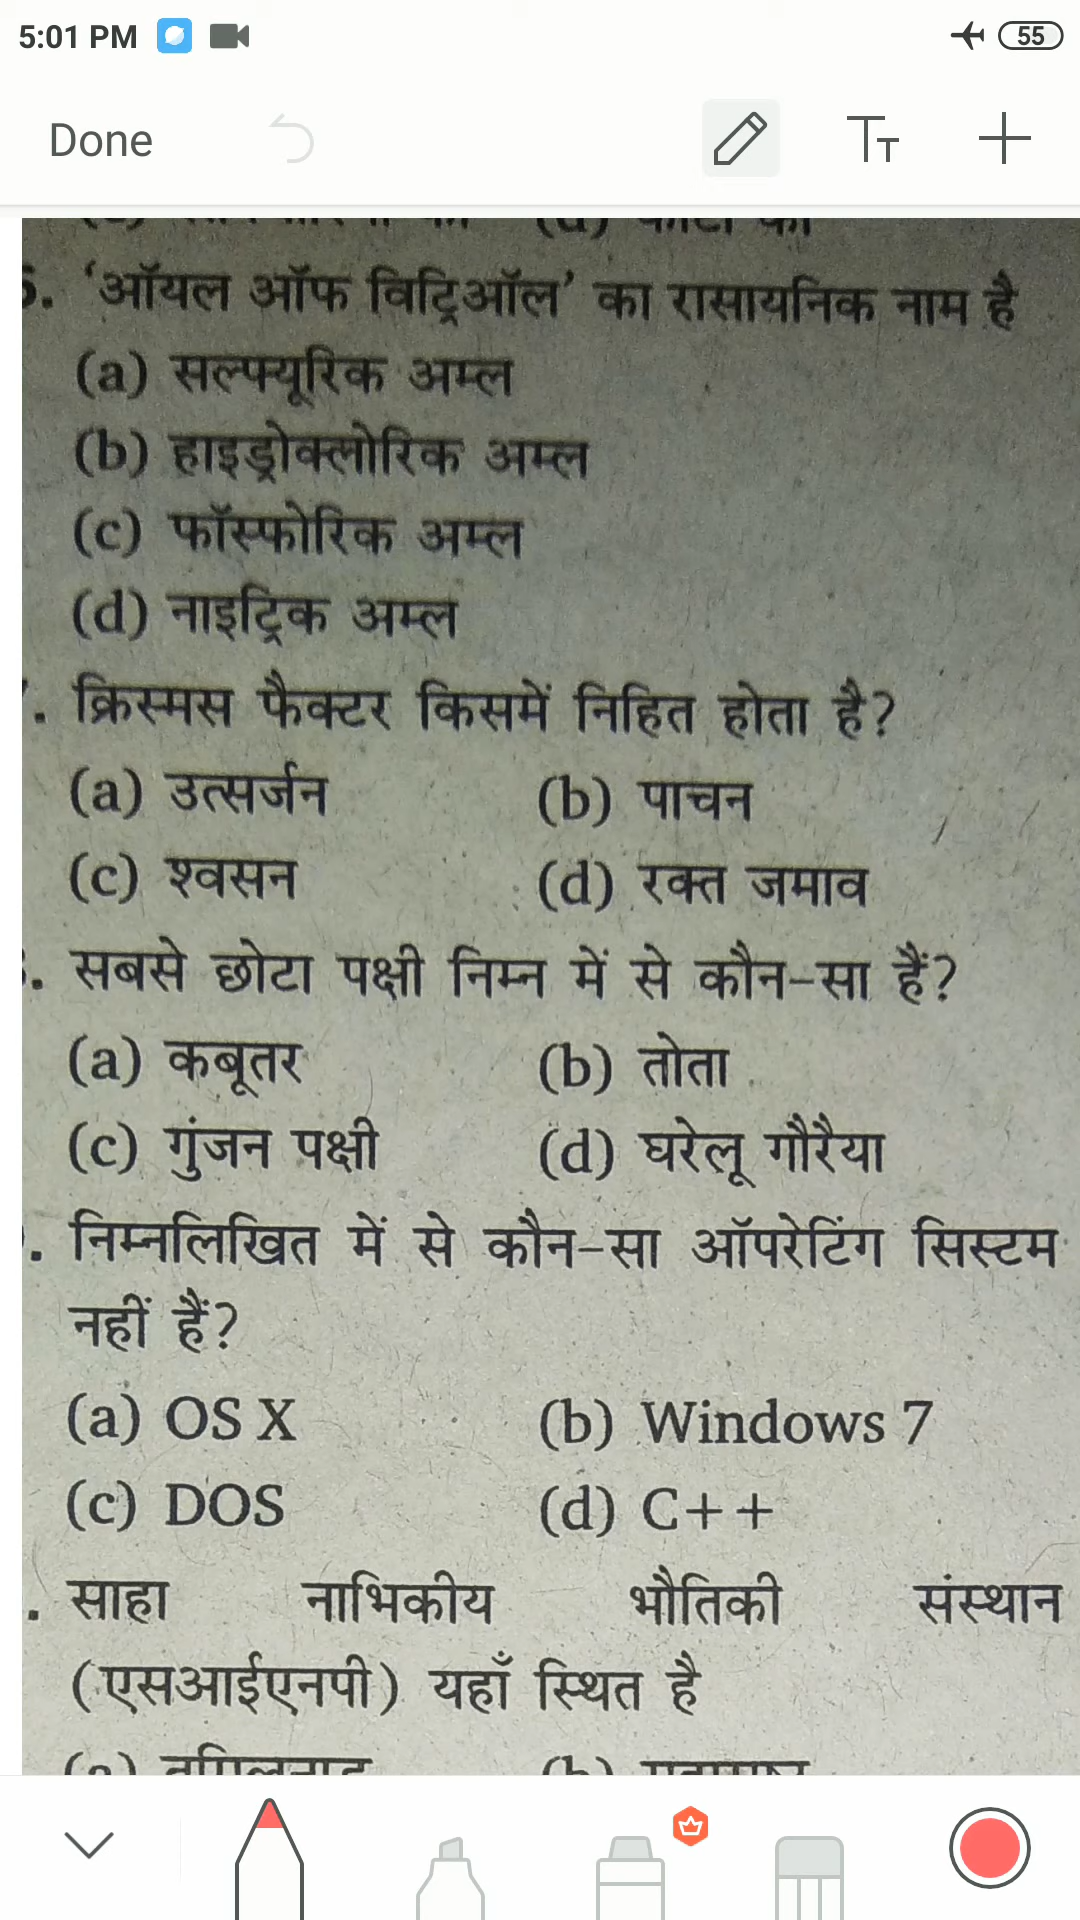 5:01 PM 55
Done TT
'ऑयल ऑफ विट्रिऑल' का रासायनिक नाम है
(a) सल्फ्यूरिक अम्ल
(b) हाइड्रोक्लोरिक अम्ल
(c) फॉस्फोरिक अम्ल
(d) नाइट्रिक अम्ल
. क्रिस्मस फैक्टर किसमें निहित होता है?
(a) उत्सर्जन (b) पाचन
(c) श्वसन (d) रक्त जमाव
. सबसे छोटा पक्षी निम्न में से कौन-सा हैं?
(a) कबूतर (b) तोता
(c) गुंजन पक्षी (d) घरेलू गौरैया
. निम्नलिखित में से कौन-सा ऑपरेटिंग सिस्टम
नहीं हैं?
(a) OS X (b) Windows 7
(c) DOS (d) C++
. साहा नाभिकीय भौतिकी संस्थान
(एसआईएनपी) यहाँ स्थित है